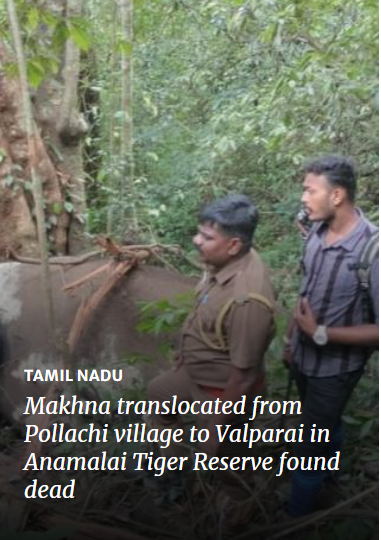 TAMIL NADU
Makhna translocated from
Pollachi village to Valparai in
Anamalai Tiger Reserve found
dead